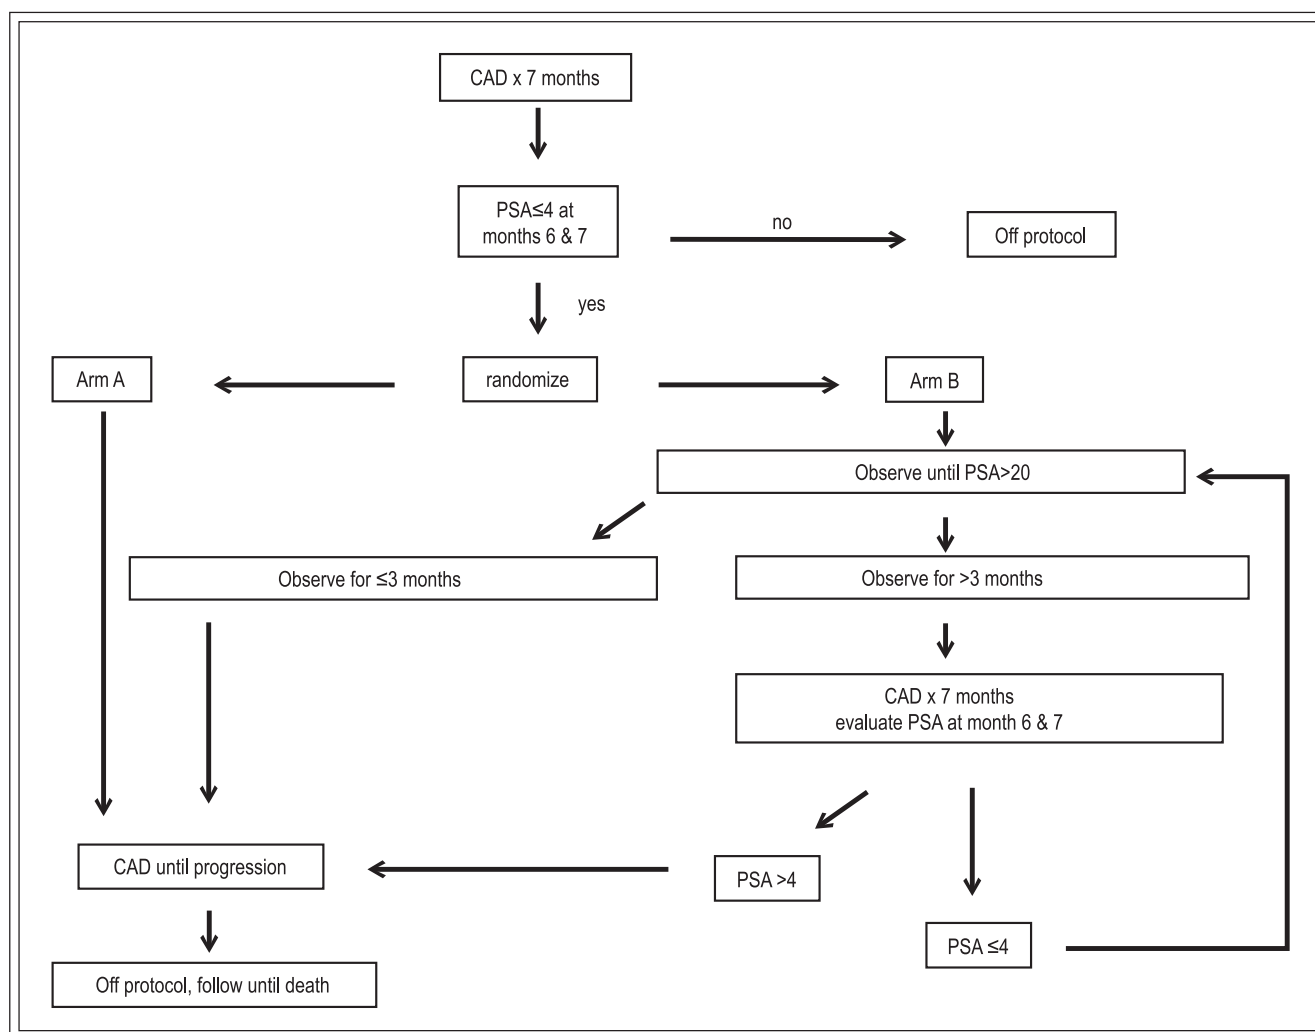 CAD x 7 months
PSA≤4 at
months 6 & 7
no
Off protocol
yes
Arm A
randomize
Arm B
Observe until PSA>20
Observe for ≤3 months
Observe for >3 months
CAD x 7 months
evaluate PSA at month 6 & 7
CAD until progression
PSA >4
PSA ≤4
Off protocol, follow until death